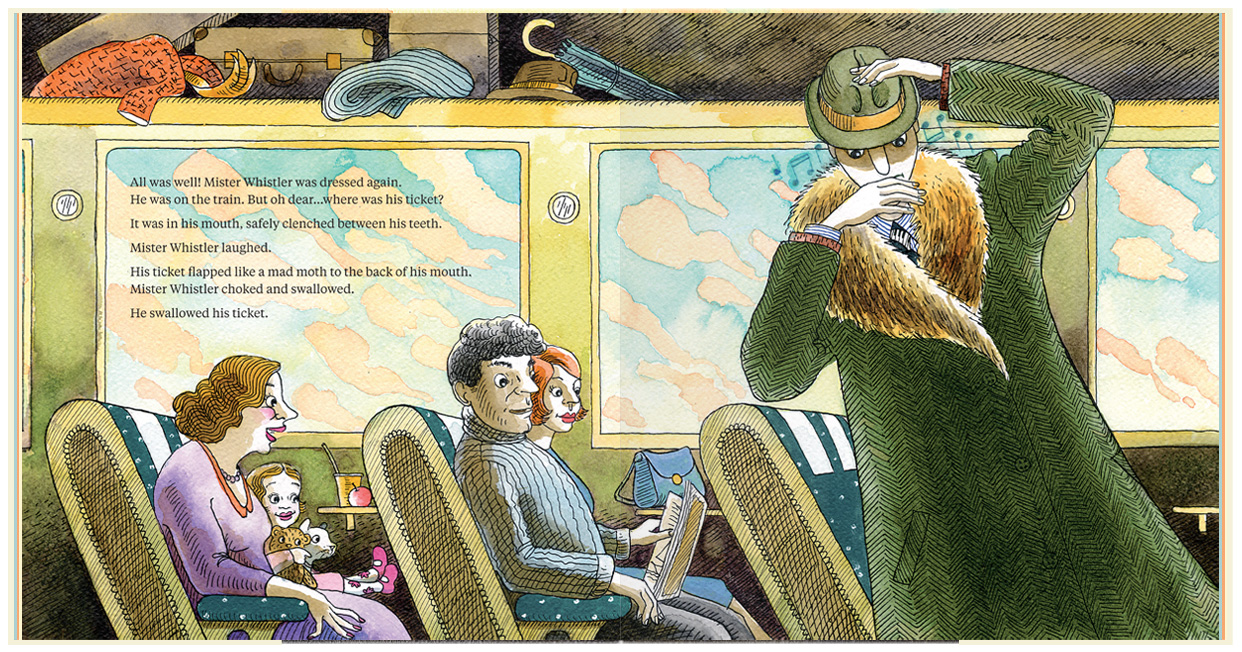 All was well! Mister Whistler was dressed again.
He was on the train. But oh dear...where was his ticket?
It was in his mouth, safely clenched between his teeth.
Mister Whistler laughed.
His ticket flapped like a mad moth to the back of his mouth.
Mister Whistler choked and swallowed.
He swallowed his ticket.